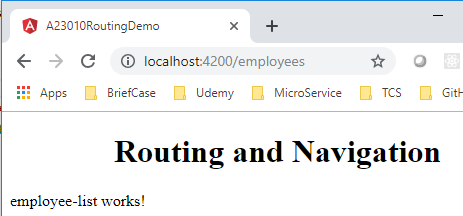 A23010RoutingDemo
localhost:4200/employees
Apps BriefCase Udemy MicroService TCS
Routing and Navigation
employee-list works!